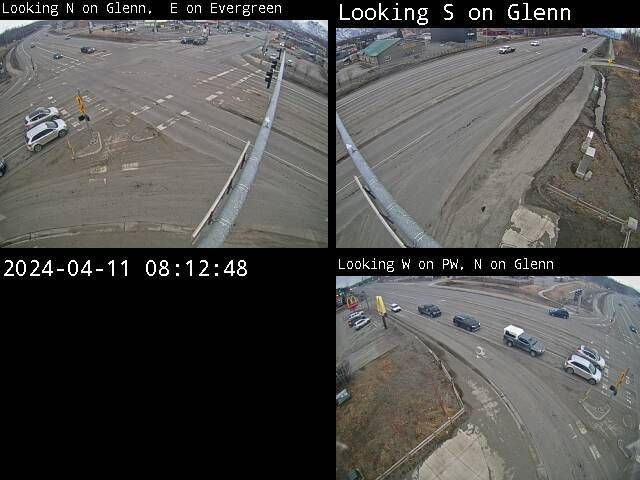 Looking N on Glenn,  E on Evergreen
Looking S on Glenn
2024-04-11 08:12:48
Looking W on PW, N on Glenn